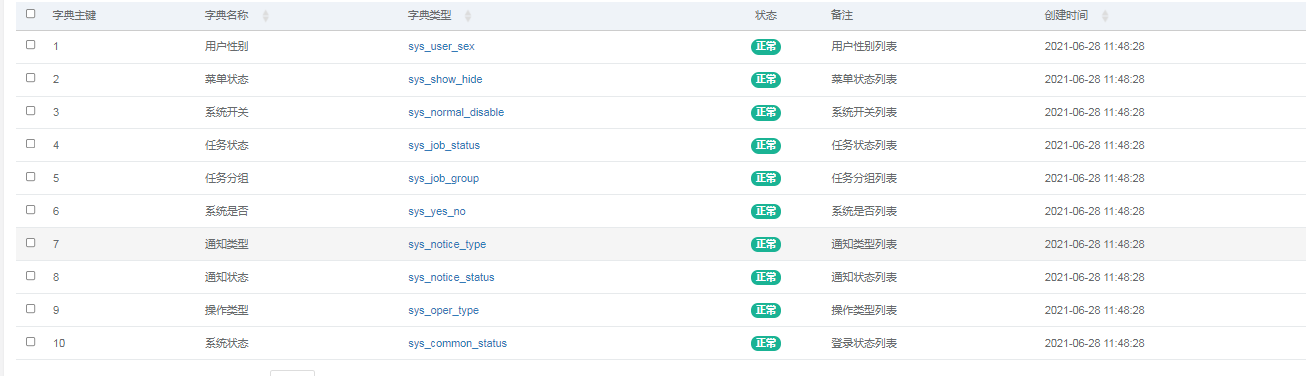 字典主键 字典名称 字典类型 状态 备注 创建时间
1 用户性别 sys_user_sex 正常 用户性别列表 2021-06-28 11:48:28
2 菜单状态 sys_show_hide 正常 菜单状态列表 2021-06-28 11:48:28
3 系统开关 sys_normal_disable 正常 系统开关列表 2021-06-28 11:48:28
4 任务状态 sys_job_status 正常 任务状态列表 2021-06-28 11:48:28
5 任务分组 sys_job_group 正常 任务分组列表 2021-06-28 11:48:28
6 系统是否 sys_yes_no 正常 系统是否列表 2021-06-28 11:48:28
7 通知类型 sys_notice_type 正常 通知类型列表 2021-06-28 11:48:28
8 通知状态 sys_notice_status 正常 通知状态列表 2021-06-28 11:48:28
9 操作类型 sys_oper_type 正常 操作类型列表 2021-06-28 11:48:28
10 系统状态 sys_common_status 正常 登录状态列表 2021-06-28 11:48:28